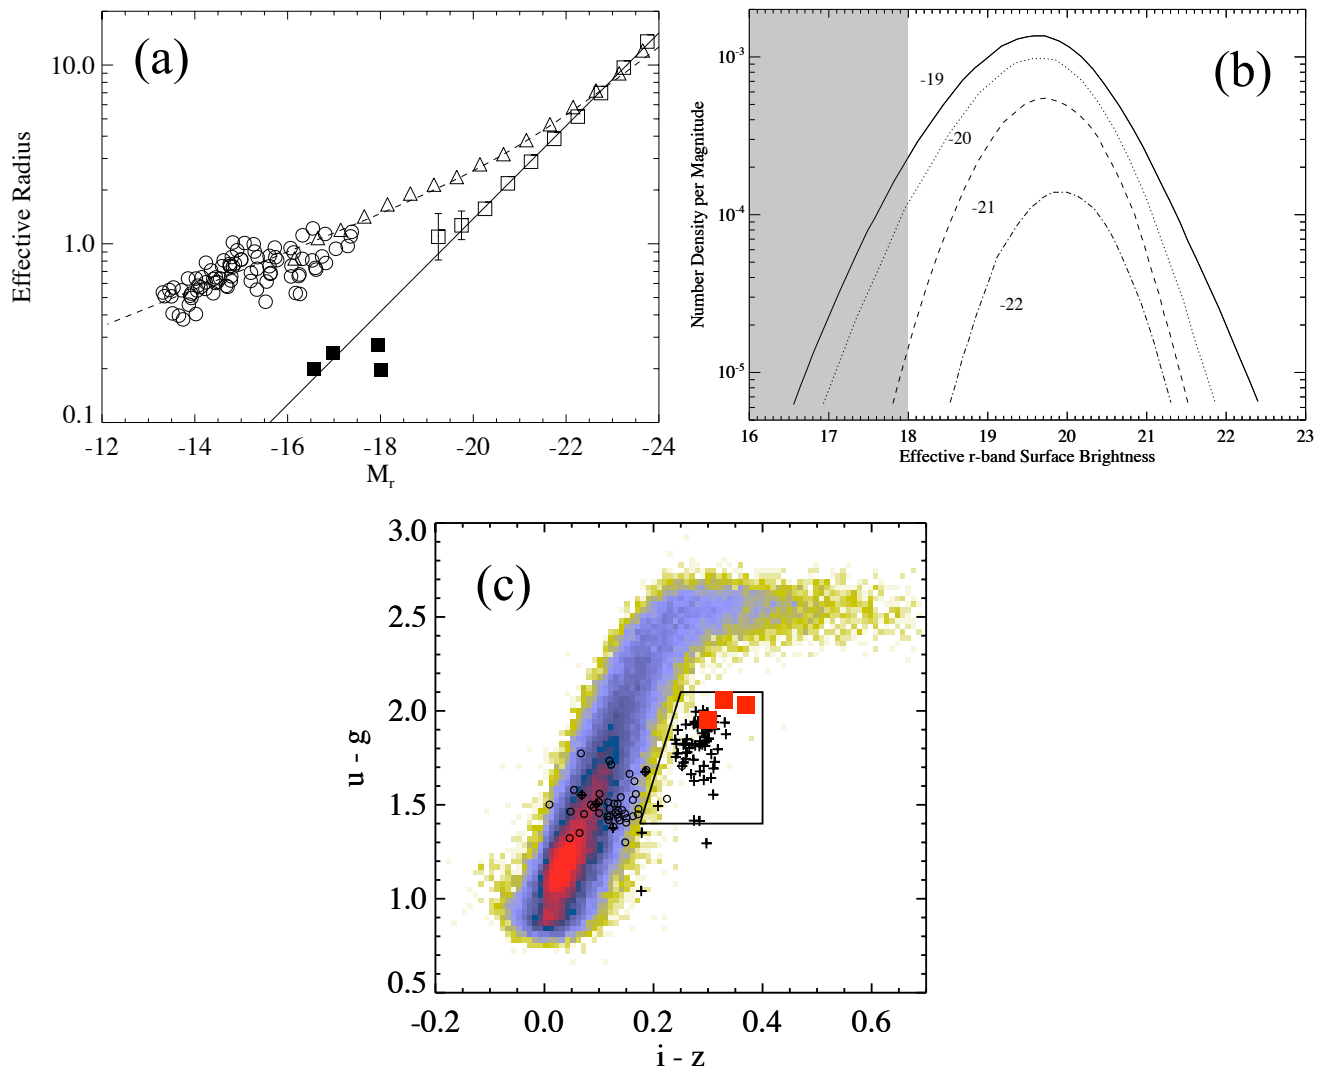 (a)
10.0
1.0
0.1
Effective Radius
-12 -14 -16 -18 -20 -22 -24
M_r
(b)
10^-3
10^-4
10^-5
Number Density per Magnitude
-19
-20
-21
-22
16 17 18 19 20 21 22 23
Effective r-band Surface Brightness
(c)
3.0
2.5
2.0
1.5
1.0
0.5
u - g
-0.2 0.0 0.2 0.4 0.6
i - z